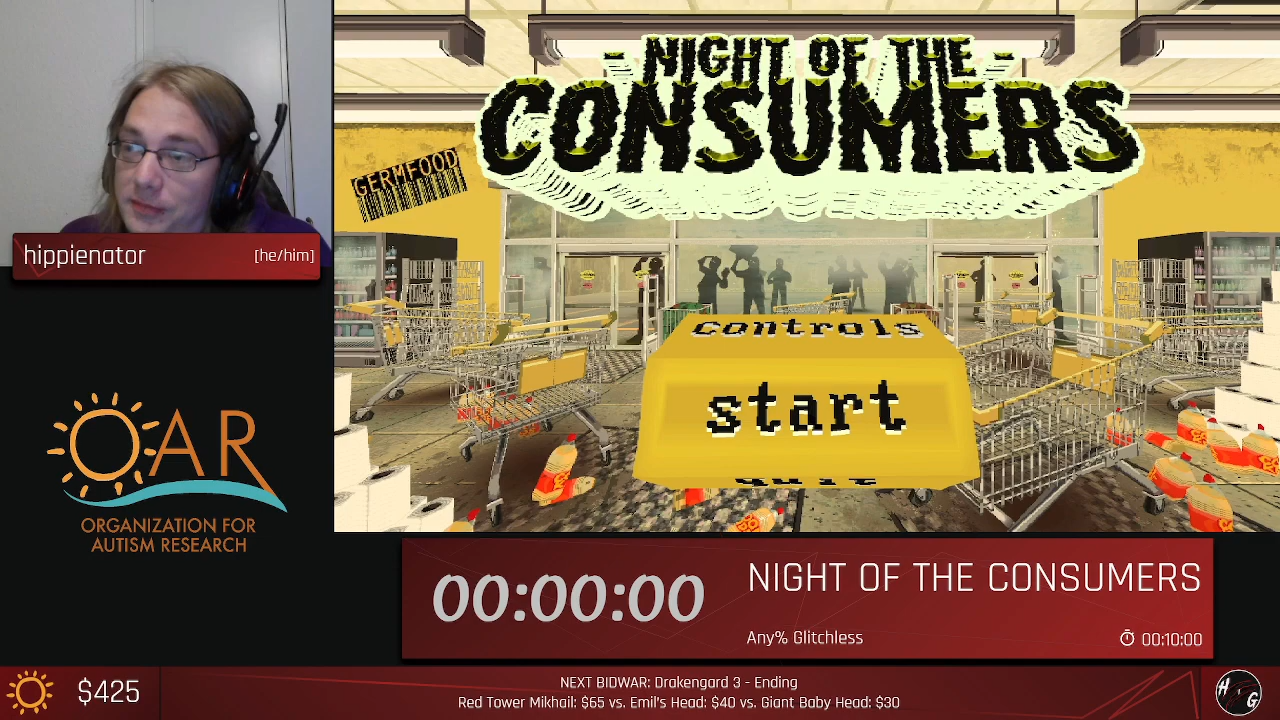 - NIGHT OF THE -
CONSUMERS
GERMFOOD
controls
start
quit
hippienator
[he/him]
OAR
ORGANIZATION FOR
AUTISM RESEARCH
00:00:00
NIGHT OF THE CONSUMERS
Any% Glitchless
00:10:00
$425
NEXT BIDWAR: Drakengard 3 - Ending
Red Tower Mikhail: $65 vs. Emil's Head: $40 vs. Giant Baby Head: $30
H G